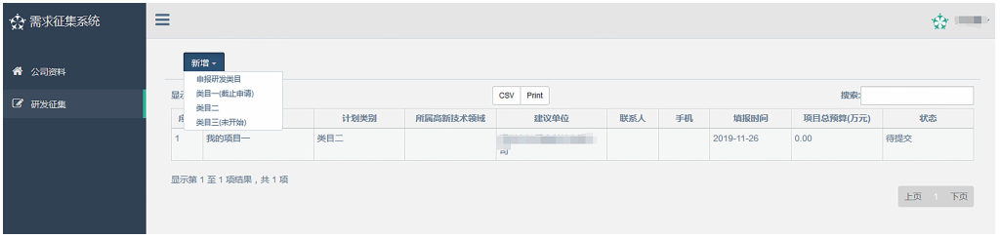 需求征集系统
公司资料
研发征集
新增
申报研发类目
类目一(截止申请)
类目二
类目三(未开始)
显示
CSV Print
搜索:
计划类别 所属高新技术领域 建议单位 联系人 手机 填报时间 项目总预算(万元) 状态
1 我的项目一 类目二 司 2019-11-26 0.00 待提交
显示第 1 至 1 项结果，共 1 项
上页 1 下页